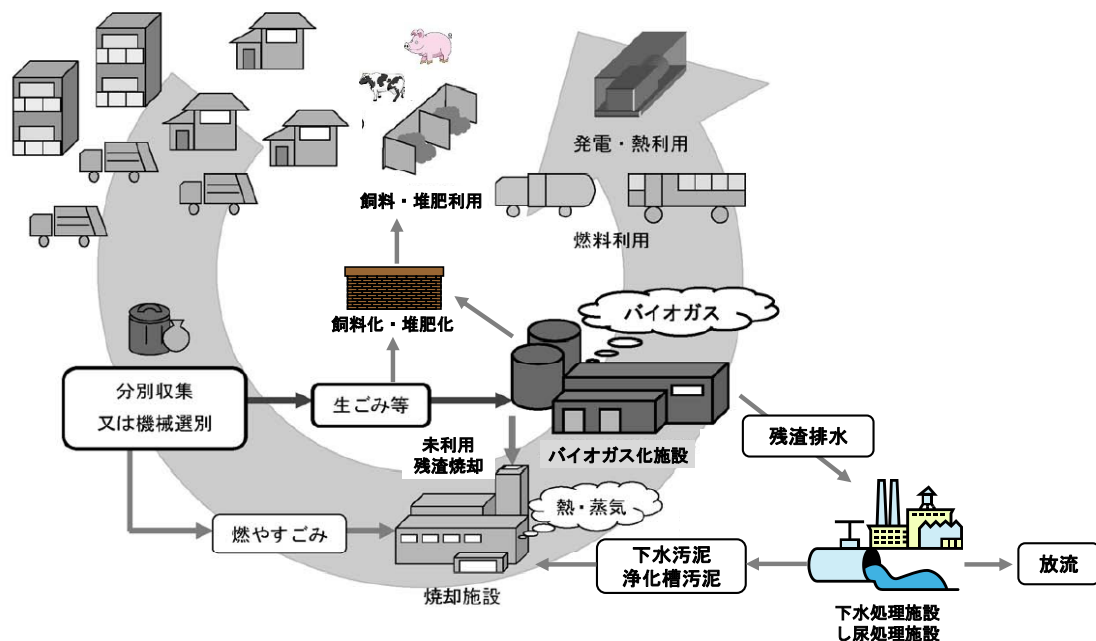 発電・熱利用
飼料・堆肥利用
燃料利用
バイオガス
飼料化・堆肥化
分別収集
又は機械選別
生ごみ等
残渣排水
未利用
残渣焼却
バイオガス化施設
熱・蒸気
燃やすごみ
下水汚泥
浄化槽汚泥
放流
焼却施設
下水処理施設
し尿処理施設